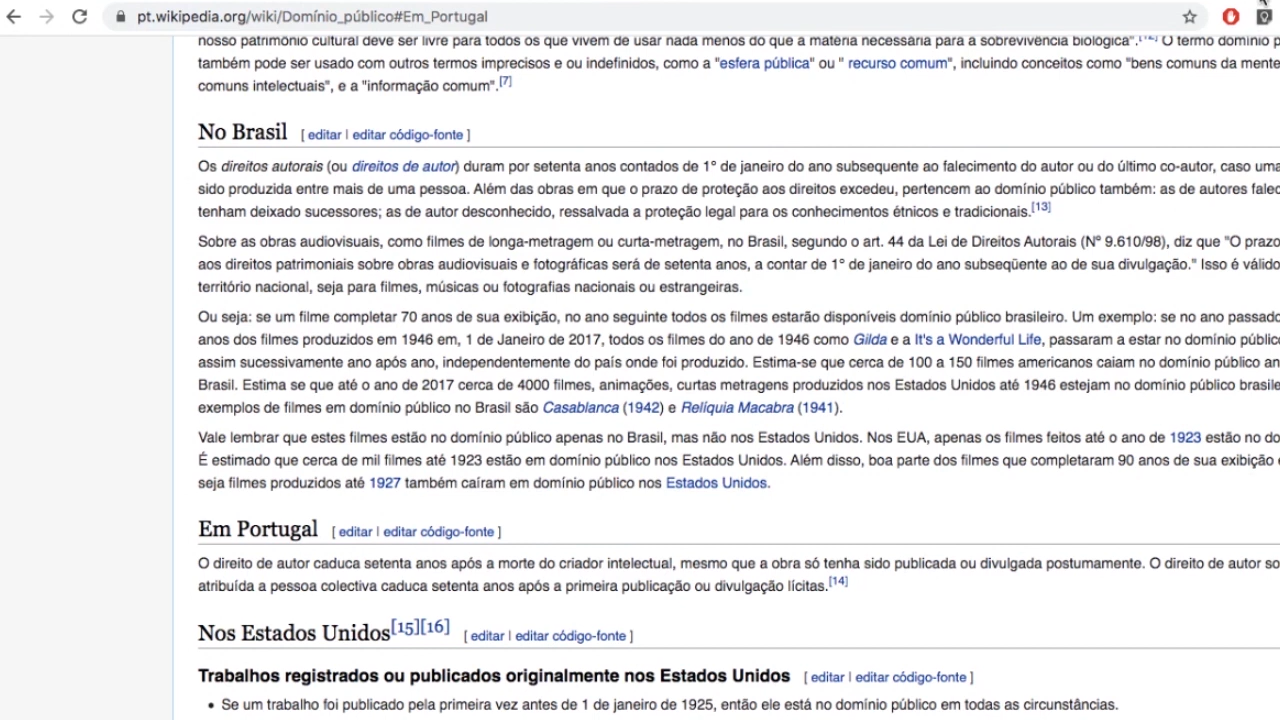 pt.wikipedia.org/wiki/Domínio_público#Em_Portugal
nosso patrimônio cultural deve ser livre para todos os que vivem de usar nada menos do que a matéria necessária para a sobrevivência biológica".[12] O termo domínio p
também pode ser usado com outros termos imprecisos e ou indefinidos, como a "esfera pública" ou " recurso comum", incluindo conceitos como "bens comuns da mente
comuns intelectuais", e a "informação comum".[7]
No Brasil [ editar | editar código-fonte ]
Os direitos autorais (ou direitos de autor) duram por setenta anos contados de 1° de janeiro do ano subsequente ao falecimento do autor ou do último co-autor, caso uma
sido produzida entre mais de uma pessoa. Além das obras em que o prazo de proteção aos direitos excedeu, pertencem ao domínio público também: as de autores falec
tenham deixado sucessores; as de autor desconhecido, ressalvada a proteção legal para os conhecimentos étnicos e tradicionais.[13]
Sobre as obras audiovisuais, como filmes de longa-metragem ou curta-metragem, no Brasil, segundo o art. 44 da Lei de Direitos Autorais (Nº 9.610/98), diz que "O prazo
aos direitos patrimoniais sobre obras audiovisuais e fotográficas será de setenta anos, a contar de 1° de janeiro do ano subseqüente ao de sua divulgação." Isso é válido
território nacional, seja para filmes, músicas ou fotografias nacionais ou estrangeiras.
Ou seja: se um filme completar 70 anos de sua exibição, no ano seguinte todos os filmes estarão disponíveis domínio público brasileiro. Um exemplo: se no ano passado
anos dos filmes produzidos em 1946 em, 1 de Janeiro de 2017, todos os filmes do ano de 1946 como Gilda e a It's a Wonderful Life, passaram a estar no domínio públic
assim sucessivamente ano após ano, independentemente do país onde foi produzido. Estima-se que cerca de 100 a 150 filmes americanos caiam no domínio público an
Brasil. Estima se que até o ano de 2017 cerca de 4000 filmes, animações, curtas metragens produzidos nos Estados Unidos até 1946 estejam no domínio público brasile
exemplos de filmes em domínio público no Brasil são Casablanca (1942) e Relíquia Macabra (1941).
Vale lembrar que estes filmes estão no domínio público apenas no Brasil, mas não nos Estados Unidos. Nos EUA, apenas os filmes feitos até o ano de 1923 estão no do
É estimado que cerca de mil filmes até 1923 estão em domínio público nos Estados Unidos. Além disso, boa parte dos filmes que completaram 90 anos de sua exibição
seja filmes produzidos até 1927 também caíram em domínio público nos Estados Unidos.
Em Portugal [ editar | editar código-fonte ]
O direito de autor caduca setenta anos após a morte do criador intelectual, mesmo que a obra só tenha sido publicada ou divulgada postumamente. O direito de autor so
atribuída a pessoa colectiva caduca setenta anos após a primeira publicação ou divulgação lícitas.[14]
Nos Estados Unidos[15][16] [ editar | editar código-fonte ]
Trabalhos registrados ou publicados originalmente nos Estados Unidos [ editar | editar código-fonte ]
• Se um trabalho foi publicado pela primeira vez antes de 1 de janeiro de 1925, então ele está no domínio público em todas as circunstâncias.